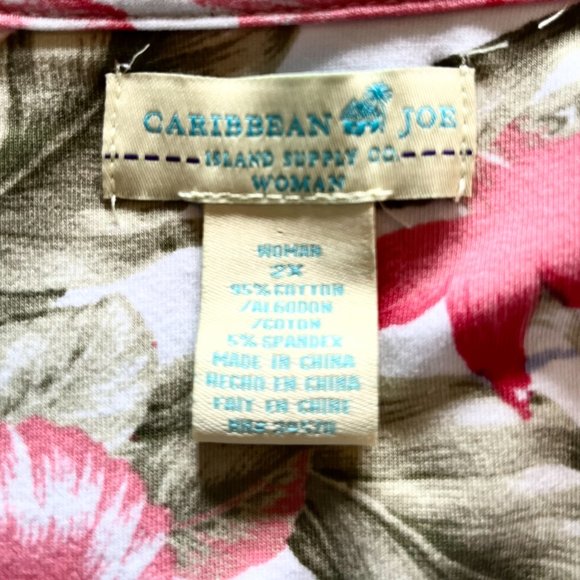 CARIBBEAN JOE
ISLAND SUPPLY CO
WOMAN
WOMAN
2X
95% COTTON
/ALGODON
/COTON
5% SPANDEX
MADE IN CHINA
HECHO EN CHINA
FAIT EN CHINE